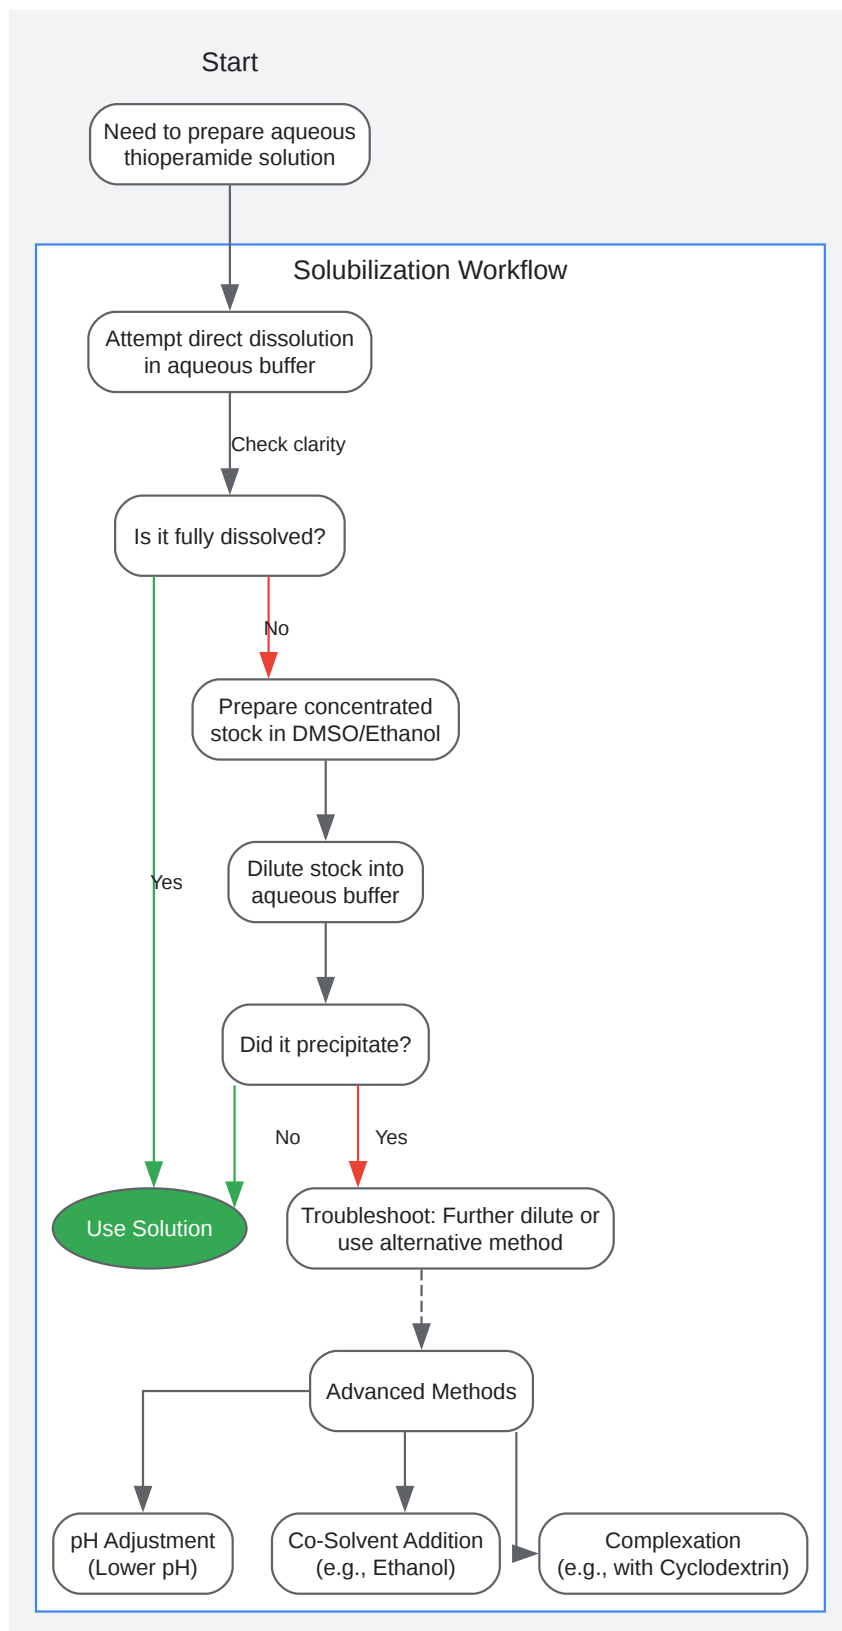 Start
Need to prepare aqueous
thioperamide solution
Solubilization Workflow
Attempt direct dissolution
in aqueous buffer
Check clarity
Is it fully dissolved?
No
Prepare concentrated
stock in DMSO/Ethanol
Dilute stock into
aqueous buffer
Yes
Did it precipitate?
No
Yes
Use Solution
Troubleshoot: Further dilute or
use alternative method
Advanced Methods
pH Adjustment
(Lower pH)
Co-Solvent Addition
(e.g., Ethanol)
Complexation
(e.g., with Cyclodextrin)